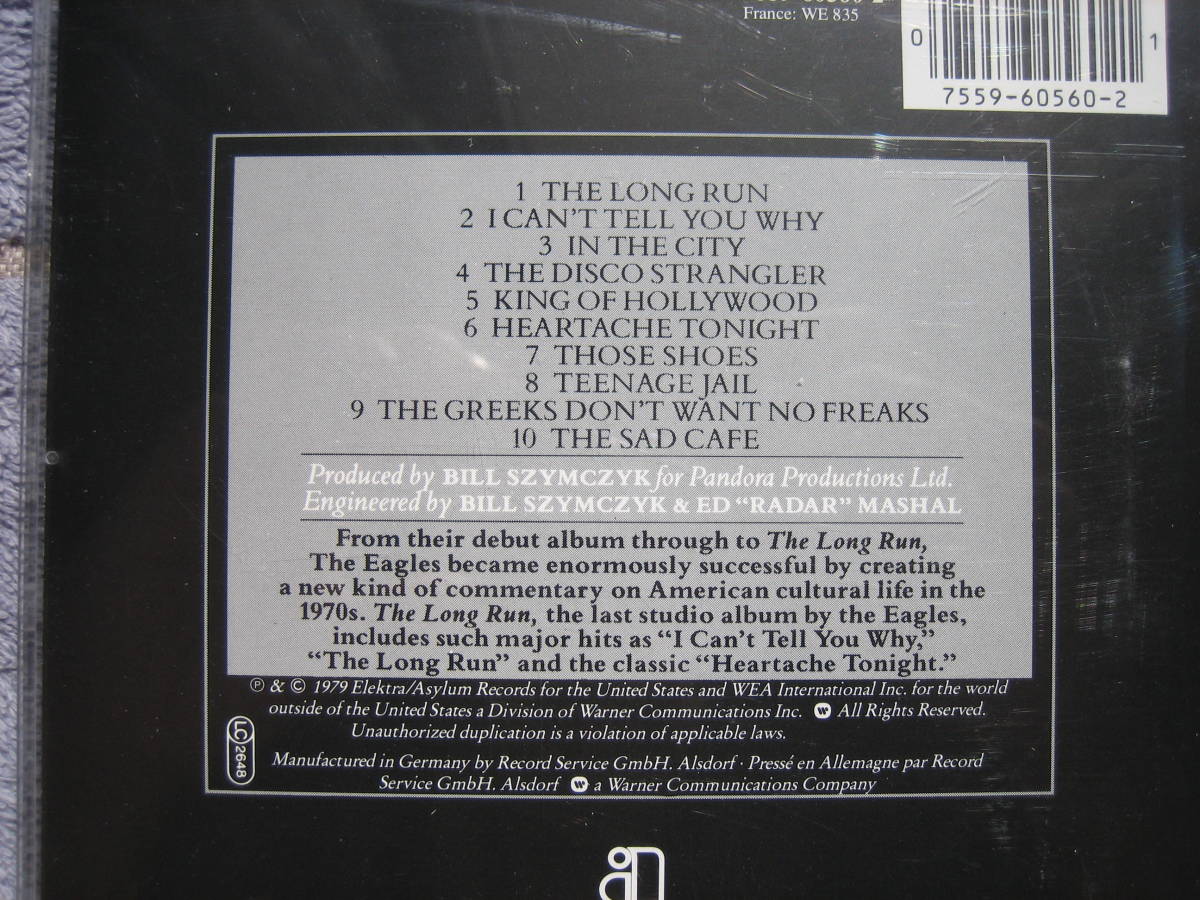 France: WE 835
0 1
7559-60560-2
1 THE LONG RUN
2 I CAN'T TELL YOU WHY
3 IN THE CITY
4 THE DISCO STRANGLER
5 KING OF HOLLYWOOD
6 HEARTACHE TONIGHT
7 THOSE SHOES
8 TEENAGE JAIL
9 THE GREEKS DON'T WANT NO FREAKS
10 THE SAD CAFE
Produced by BILL SZYMCZYK for Pandora Productions Ltd.
Engineered by BILL SZYMCZYK & ED "RADAR" MASHAL
From their debut album through to The Long Run,
The Eagles became enormously successful by creating
a new kind of commentary on American cultural life in the
1970s. The Long Run, the last studio album by the Eagles,
includes such major hits as "I Can't Tell You Why,"
"The Long Run" and the classic "Heartache Tonight."
℗ & © 1979 Elektra/Asylum Records for the United States and WEA International Inc. for the world
outside of the United States a Division of Warner Communications Inc. All Rights Reserved.
Unauthorized duplication is a violation of applicable laws.
LC 2648
Manufactured in Germany by Record Service GmbH. Alsdorf · Pressé en Allemagne par Record
Service GmbH. Alsdorf a Warner Communications Company